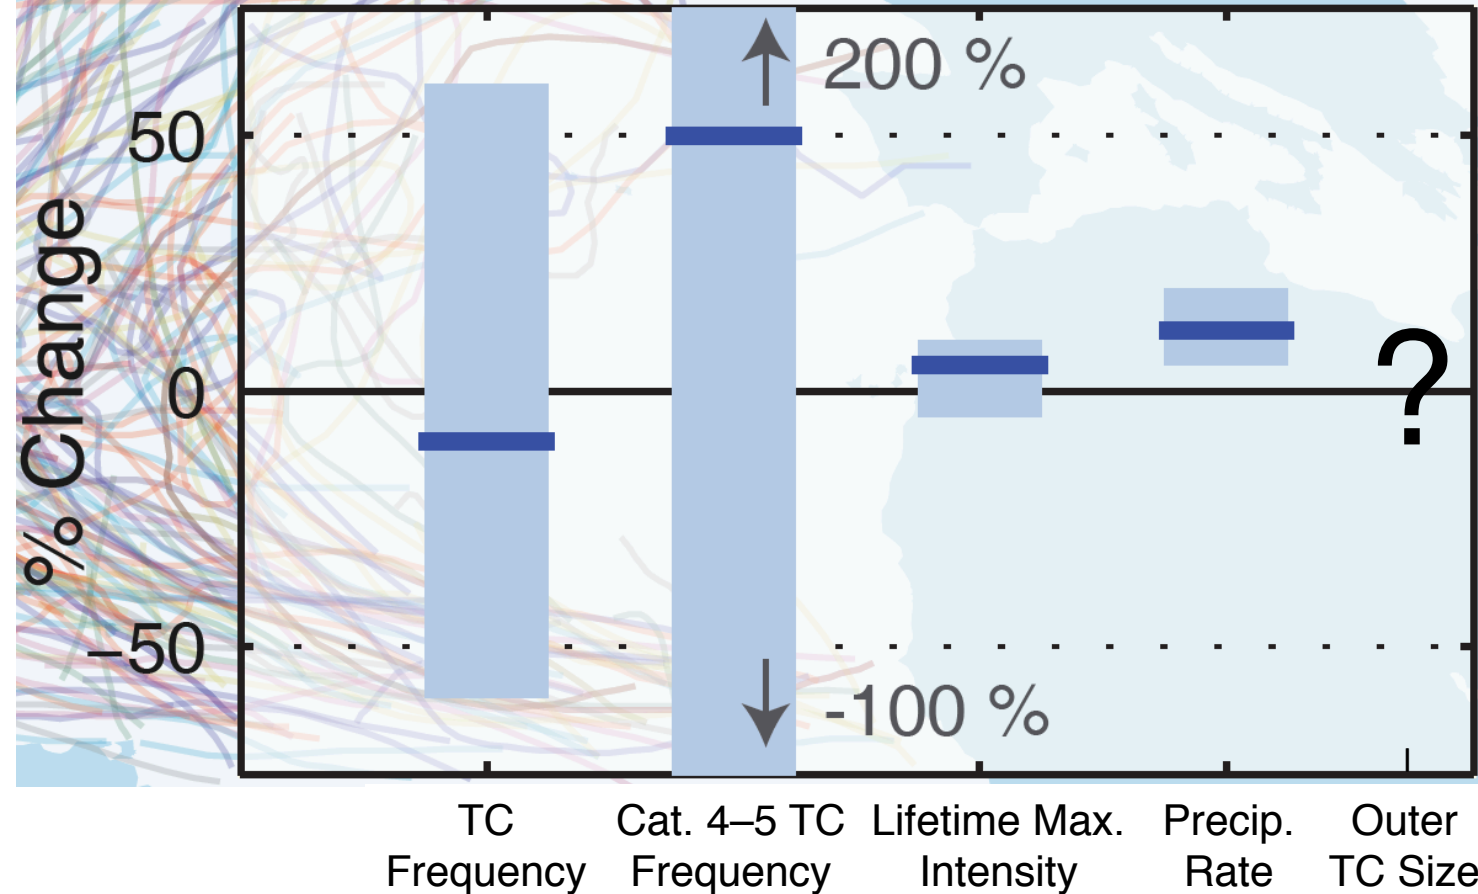 200 %
50
% Change
0
?
–50
-100 %
TC
Frequency
Cat. 4–5 TC
Frequency
Lifetime Max.
Intensity
Precip.
Rate
Outer
TC Size